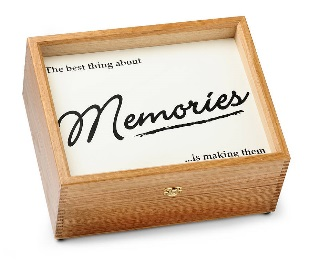 The best thing about
Memories
...is making them